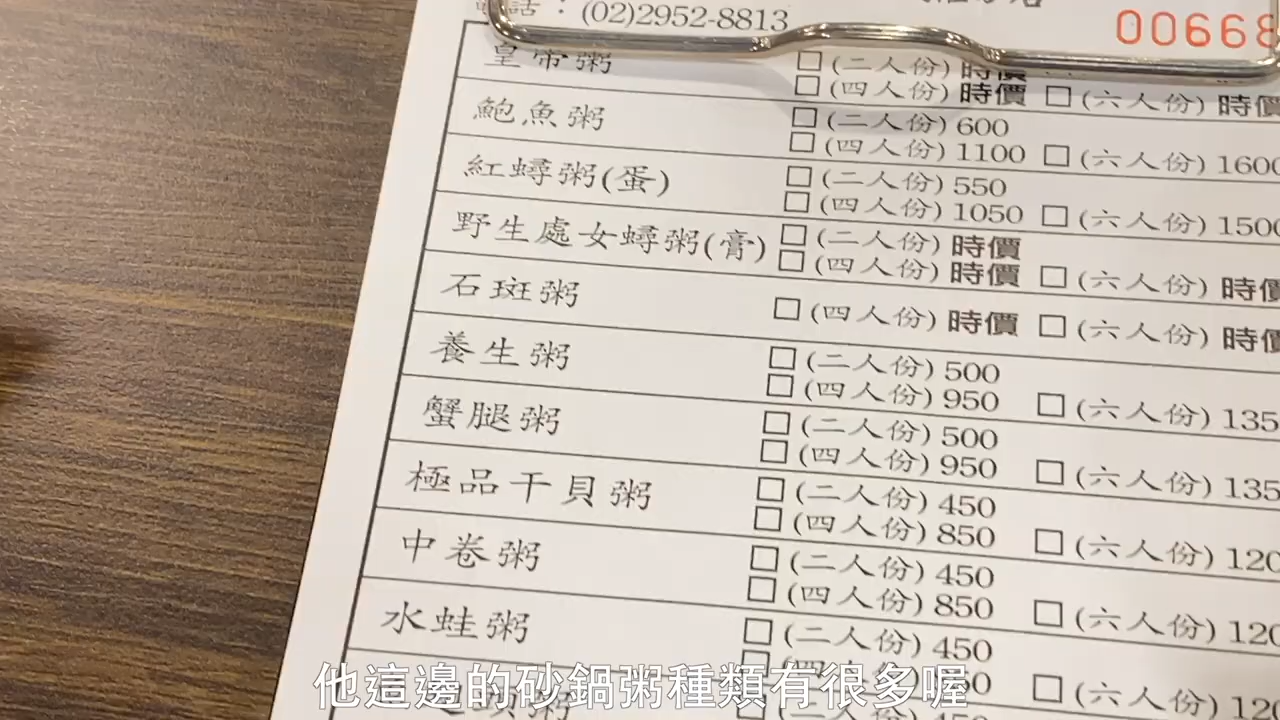 話：(02)2952-8813
00668
皇帝粥 □(二人份)時價
□(四人份)時價 □(六人份)時價
鮑魚粥 □(二人份)600
□(四人份)1100 □(六人份)1600
紅蟳粥(蛋) □(二人份)550
□(四人份)1050 □(六人份)1500
野生處女蟳粥(膏) □(二人份)時價
□(四人份)時價 □(六人份)時價
石斑粥 □(四人份)時價 □(六人份)時價
養生粥 □(二人份)500
□(四人份)950 □(六人份)135
蟹腿粥 □(二人份)500
□(四人份)950 □(六人份)135
極品干貝粥 □(二人份)450
□(四人份)850 □(六人份)120
中卷粥 □(二人份)450
□(四人份)850 □(六人份)120
水蛙粥 □(二人份)450
□(六人份)120
他這邊的砂鍋粥種類有很多喔